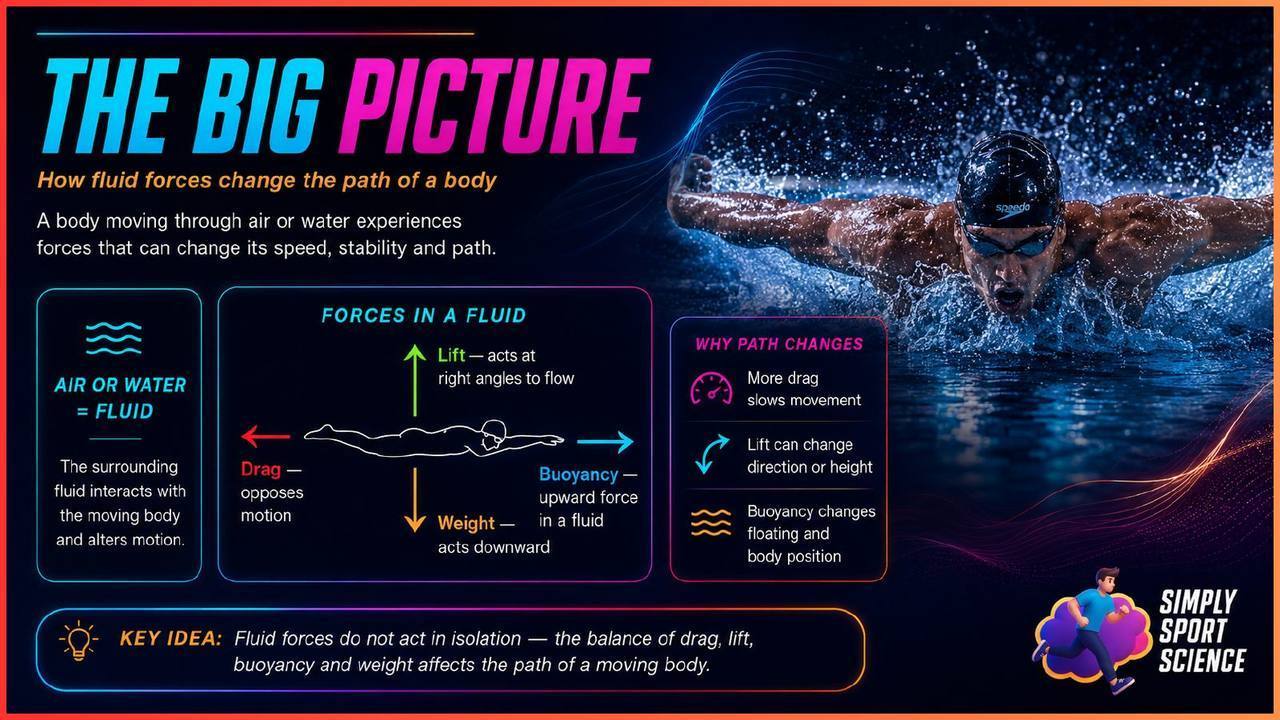 THE BIG PICTURE
How fluid forces change the path of a body
A body moving through air or water experiences
forces that can change its speed, stability and path.
AIR OR WATER
= FLUID
The surrounding
fluid interacts with
the moving body
and alters motion.
FORCES IN A FLUID
Lift — acts at
right angles to flow
Drag —
opposes
motion
Buoyancy —
upward force
in a fluid
Weight —
acts downward
WHY PATH CHANGES
More drag
slows movement
Lift can change
direction or height
Buoyancy changes
floating and
body position
speedo
KEY IDEA: Fluid forces do not act in isolation — the balance of drag, lift,
buoyancy and weight affects the path of a moving body.
SIMPLY
SPORT
SCIENCE